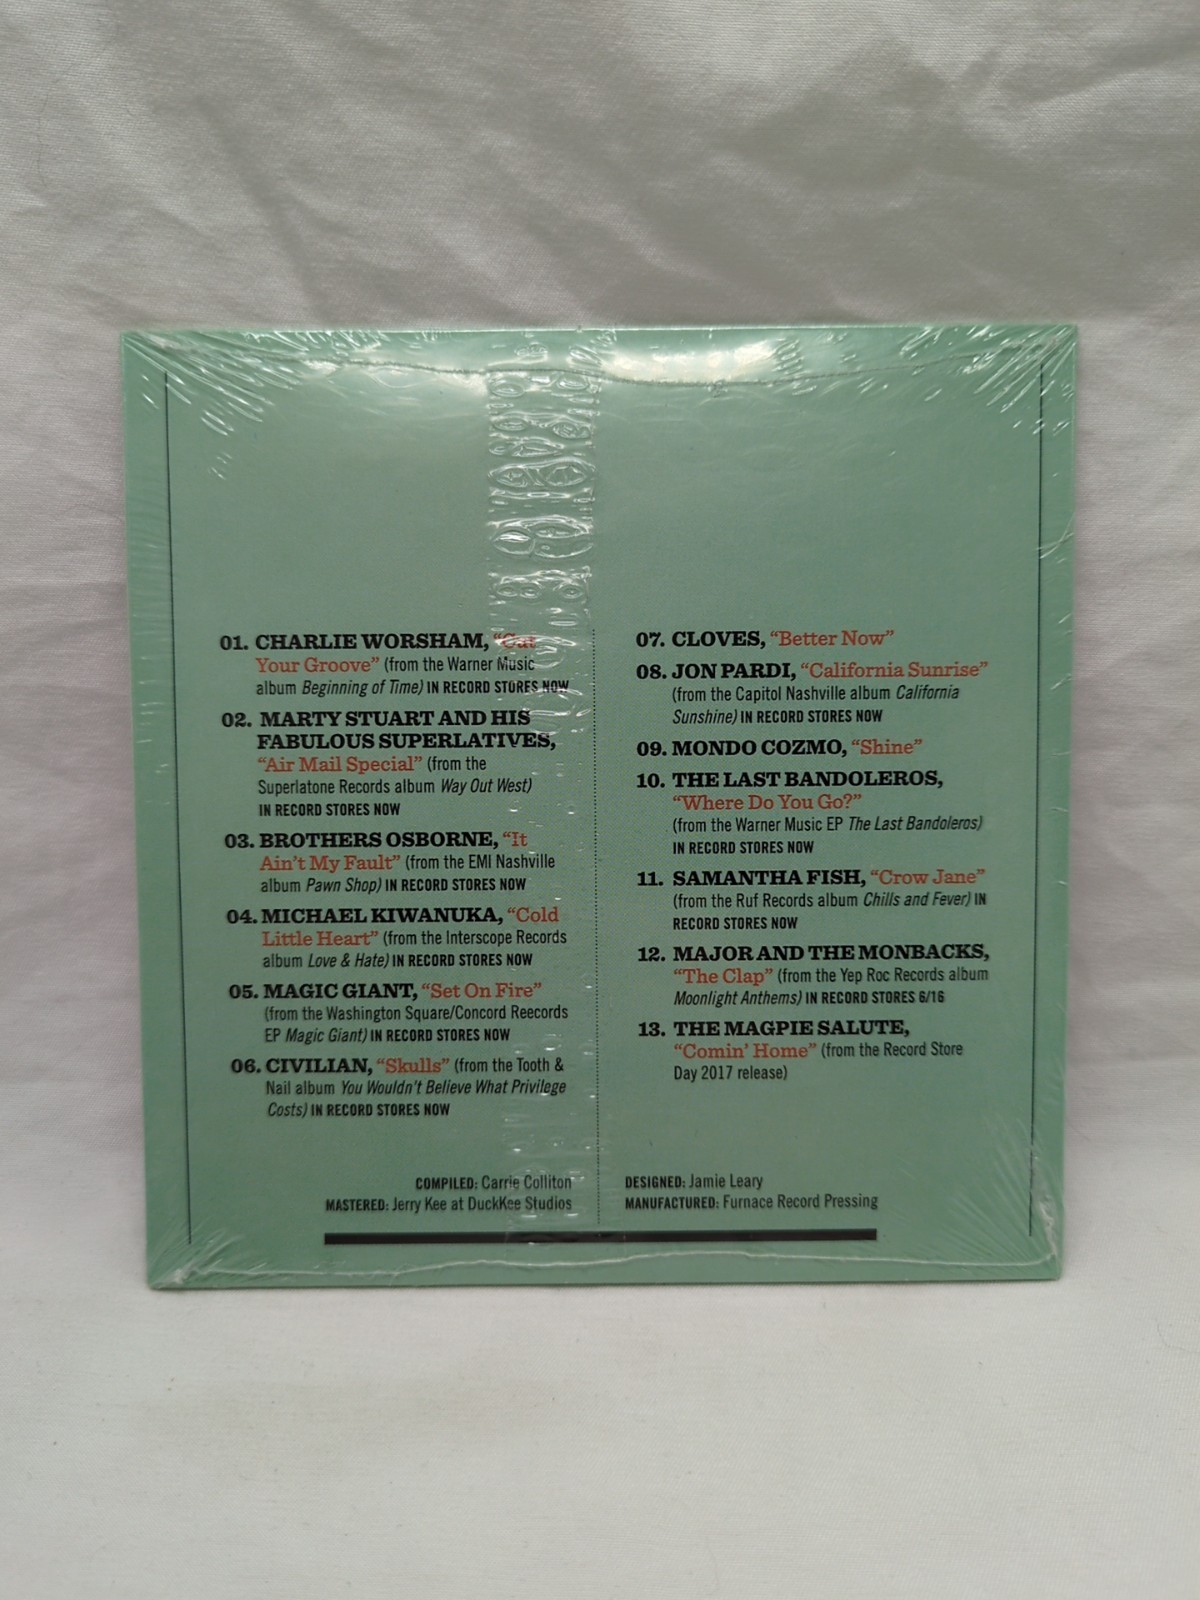 01. CHARLIE WORSHAM, “Cut
Your Groove” (from the Warner Music
album Beginning of Time) IN RECORD STORES NOW
02. MARTY STUART AND HIS
FABULOUS SUPERLATIVES,
“Air Mail Special” (from the
Superlatone Records album Way Out West)
IN RECORD STORES NOW
03. BROTHERS OSBORNE, “It
Ain't My Fault” (from the EMI Nashville
album Pawn Shop) IN RECORD STORES NOW
04. MICHAEL KIWANUKA, “Cold
Little Heart” (from the Interscope Records
album Love & Hate) IN RECORD STORES NOW
05. MAGIC GIANT, “Set On Fire”
(from the Washington Square/Concord Reecords
EP Magic Giant) IN RECORD STORES NOW
06. CIVILIAN, “Skulls” (from the Tooth &
Nail album You Wouldn't Believe What Privilege
Costs) IN RECORD STORES NOW
07. CLOVES, “Better Now”
08. JON PARDI, “California Sunrise”
(from the Capitol Nashville album California
Sunshine) IN RECORD STORES NOW
09. MONDO COZMO, “Shine”
10. THE LAST BANDOLEROS,
“Where Do You Go?”
(from the Warner Music EP The Last Bandoleros)
IN RECORD STORES NOW
11. SAMANTHA FISH, “Crow Jane”
(from the Ruf Records album Chills and Fever) IN
RECORD STORES NOW
12. MAJOR AND THE MONBACKS,
“The Clap” (from the Yep Roc Records album
Moonlight Anthems) IN RECORD STORES 6/16
13. THE MAGPIE SALUTE,
“Comin' Home” (from the Record Store
Day 2017 release)
COMPILED: Carrie Colliton
MASTERED: Jerry Kee at DuckKee Studios
DESIGNED: Jamie Leary
MANUFACTURED: Furnace Record Pressing